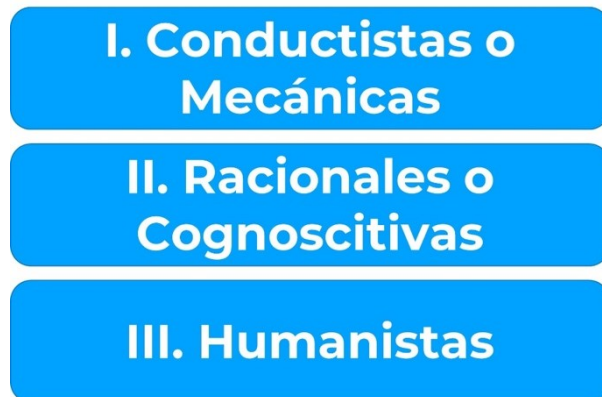 I. Conductistas o
Mecánicas
II. Racionales o
Cognoscitivas
III. Humanistas